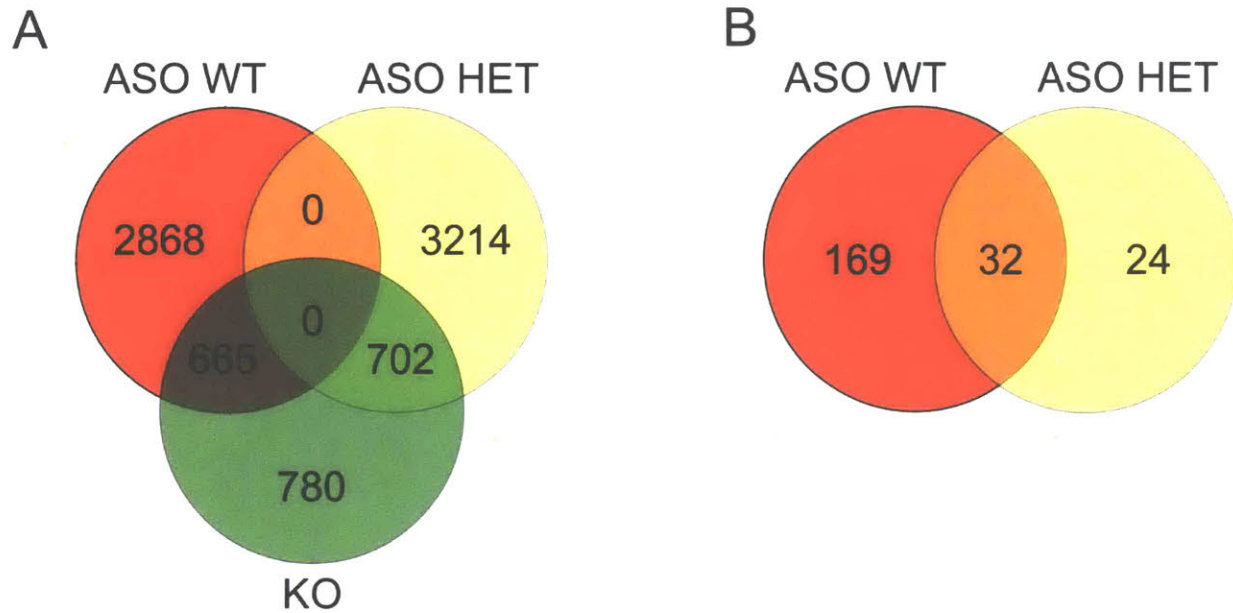 A
ASO WT
ASO HET
2868
0
3214
0
665
702
780
KO
B
ASO WT
ASO HET
169
32
24